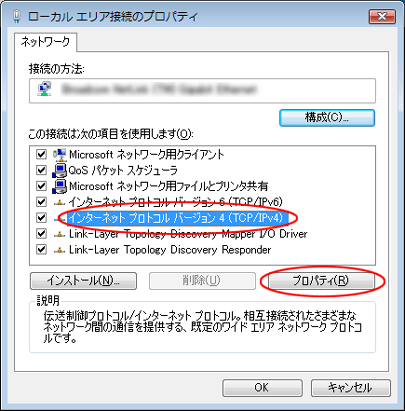 ローカル エリア接続のプロパティ
ネットワーク
接続の方法:
構成(C)...
この接続は次の項目を使用します(O):
Microsoft ネットワーク用クライアント
QoS パケット スケジューラ
Microsoft ネットワーク用ファイルとプリンタ共有
インターネット プロトコル バージョン 6 (TCP/IPv6)
インターネット プロトコル バージョン 4 (TCP/IPv4)
Link-Layer Topology Discovery Mapper I/O Driver
Link-Layer Topology Discovery Responder
インストール(N)... 削除(U) プロパティ(R)
説明
伝送制御プロトコル/インターネット プロトコル。相互接続されたさまざまな
ネットワーク間の通信を提供する、既定のワイド エリア ネットワーク プロトコ
ルです。
OK キャンセル